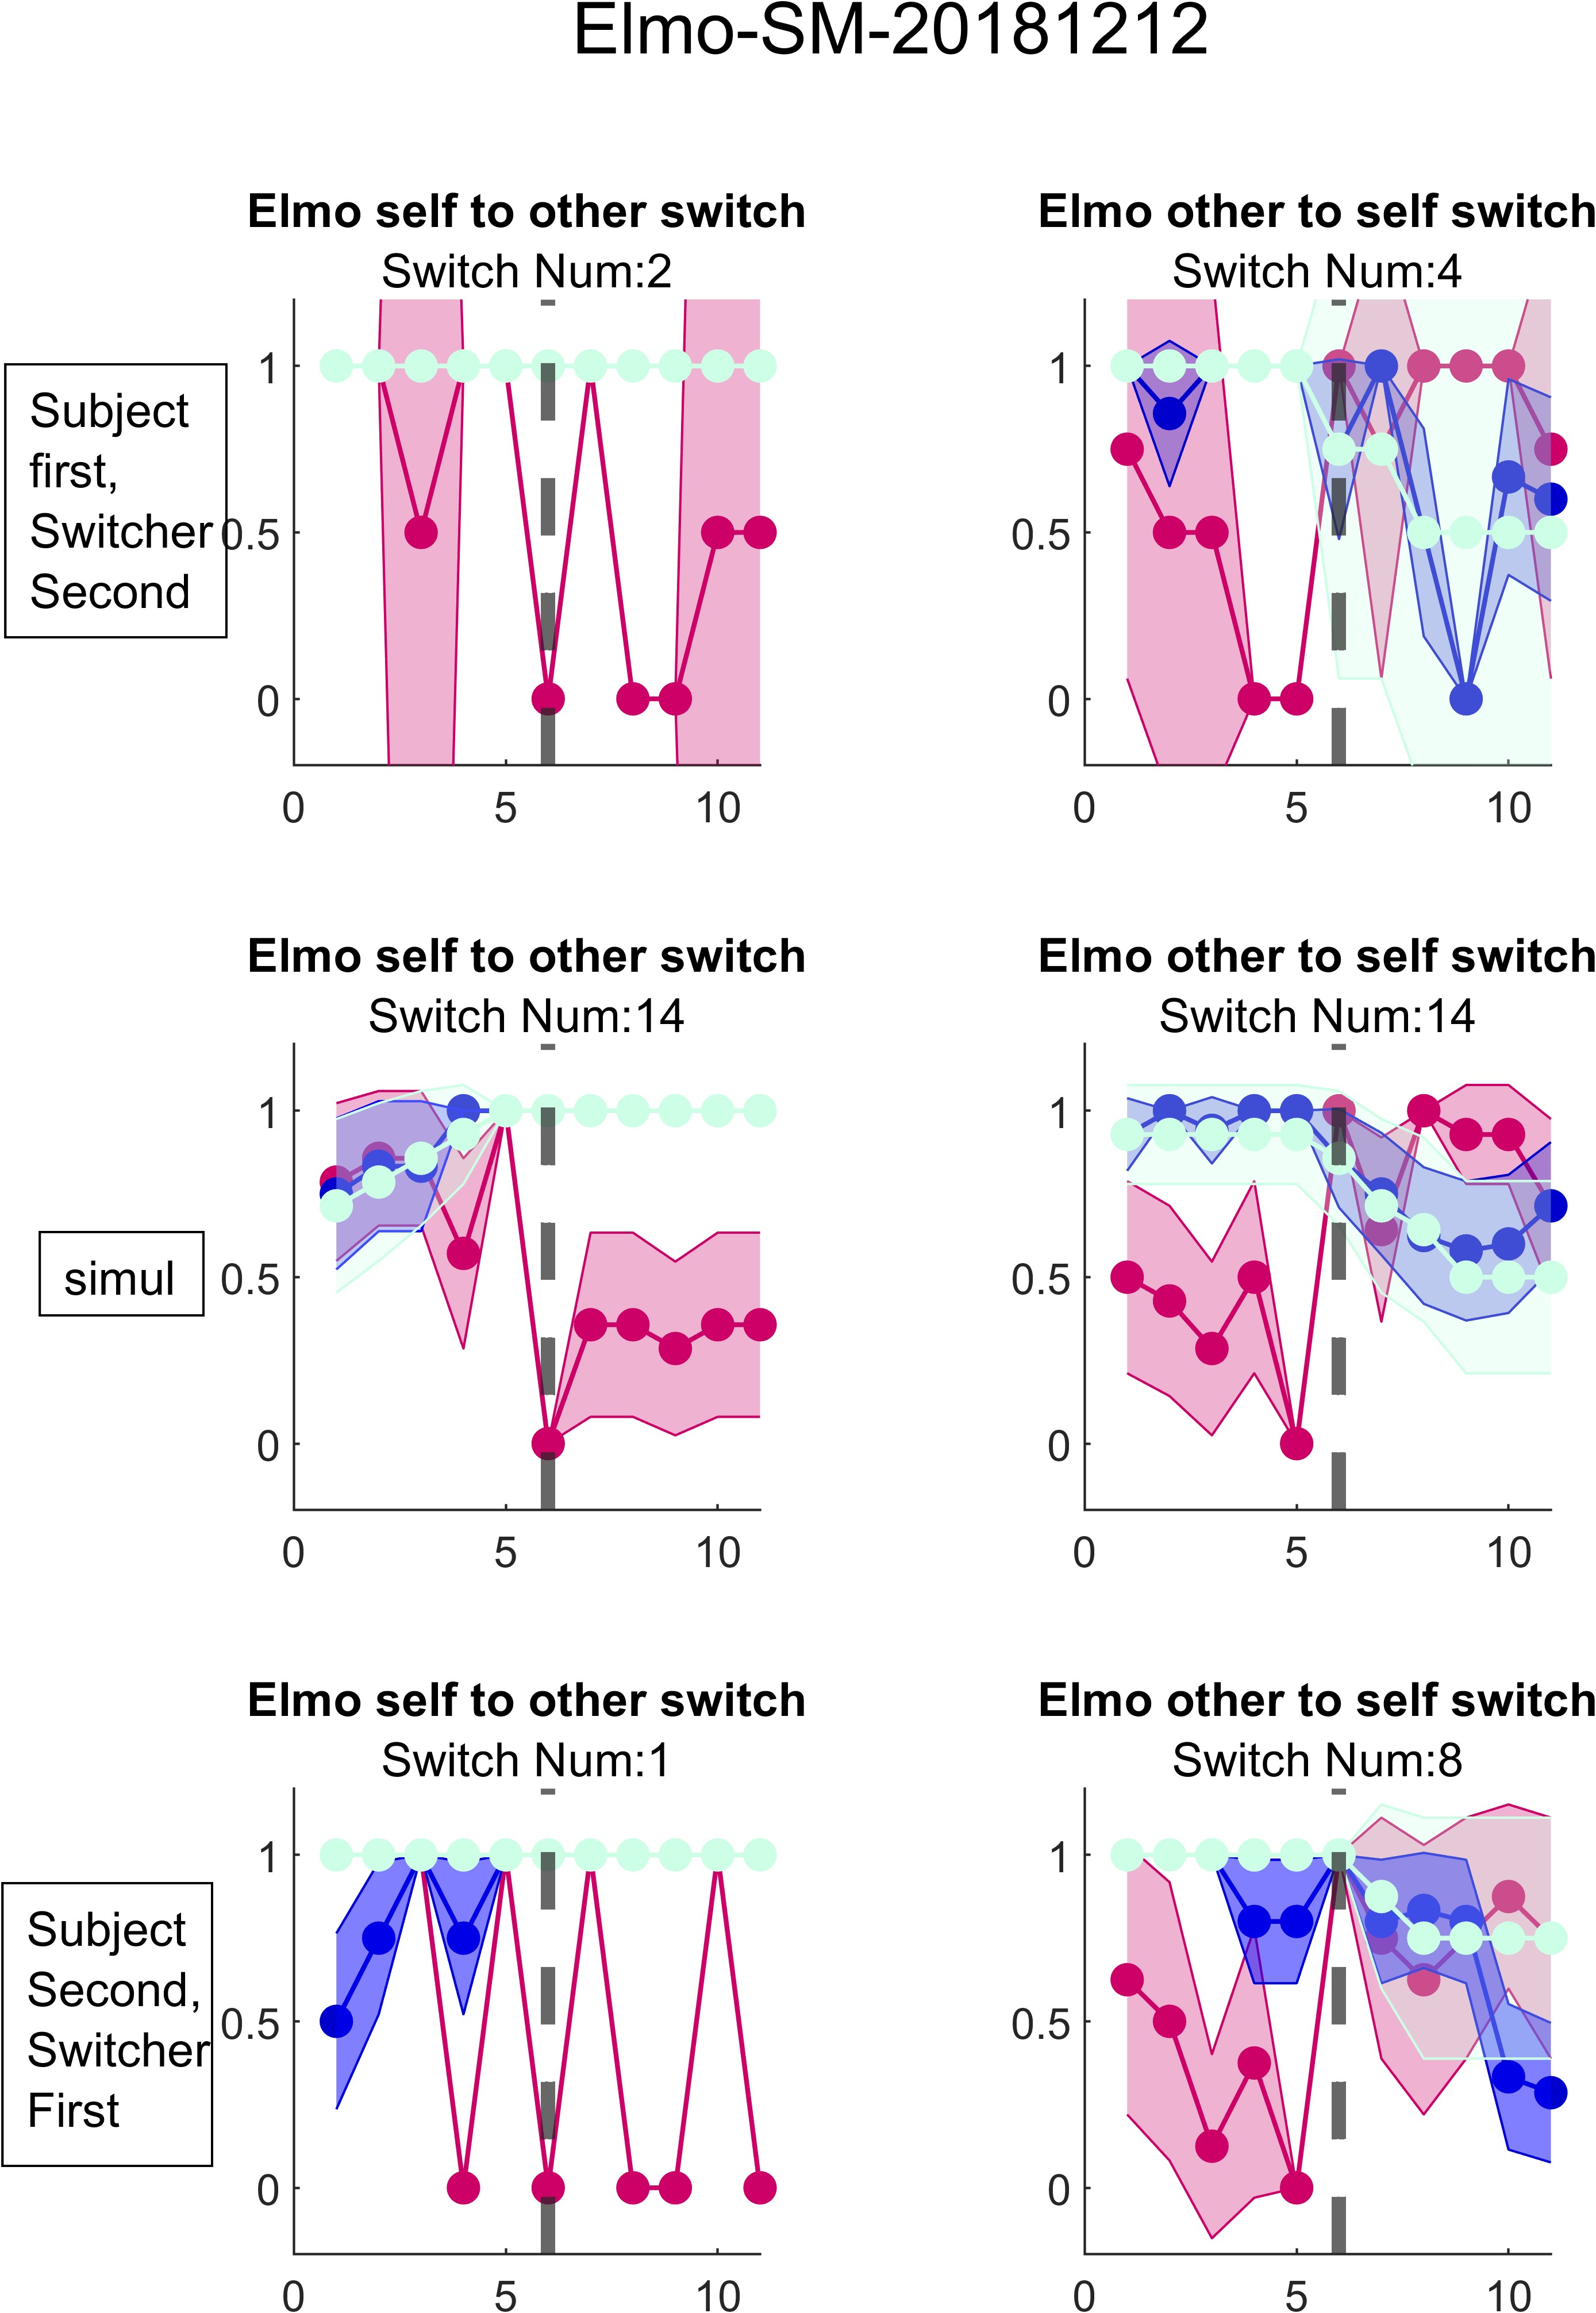 Elmo-SM-20181212
Elmo self to other switch
Switch Num:2
Elmo other to self switch
Switch Num:4
Subject
first,
Switcher
Second
1
0.5
0
0 5 10
1
0.5
0
0 5 10
Elmo self to other switch
Switch Num:14
Elmo other to self switch
Switch Num:14
simul
1
0.5
0
0 5 10
1
0.5
0
0 5 10
Elmo self to other switch
Switch Num:1
Elmo other to self switch
Switch Num:8
Subject
Second,
Switcher
First
1
0.5
0
0 5 10
1
0.5
0
0 5 10